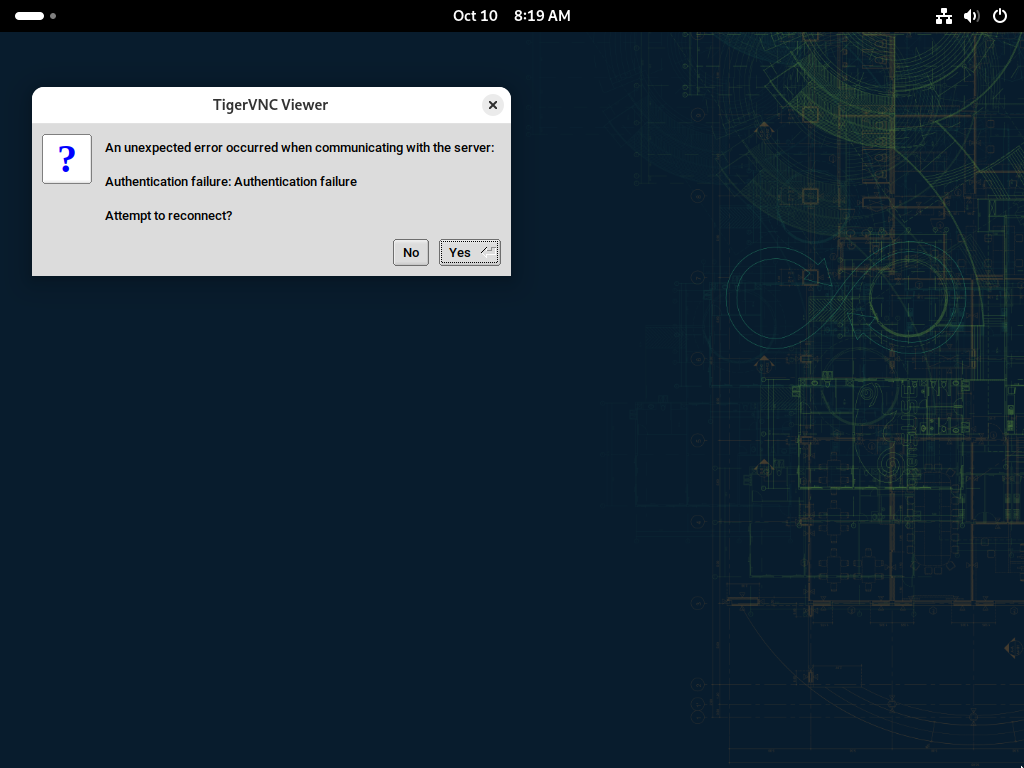 Oct 10 8:19 AM
TigerVNC Viewer
?
An unexpected error occurred when communicating with the server:
Authentication failure: Authentication failure
Attempt to reconnect?
No Yes